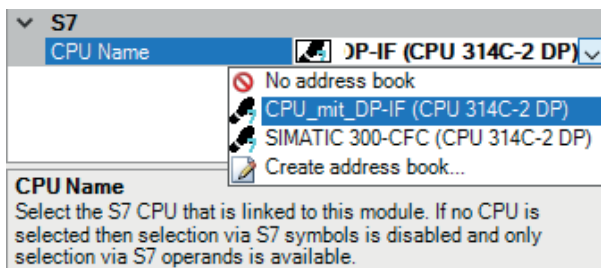 S7
CPU Name DP-IF (CPU 314C-2 DP)
No address book
CPU_mit_DP-IF (CPU 314C-2 DP)
SIMATIC 300-CFC (CPU 314C-2 DP)
Create address book...
CPU Name
Select the S7 CPU that is linked to this module. If no CPU is
selected then selection via S7 symbols is disabled and only
selection via S7 operands is available.